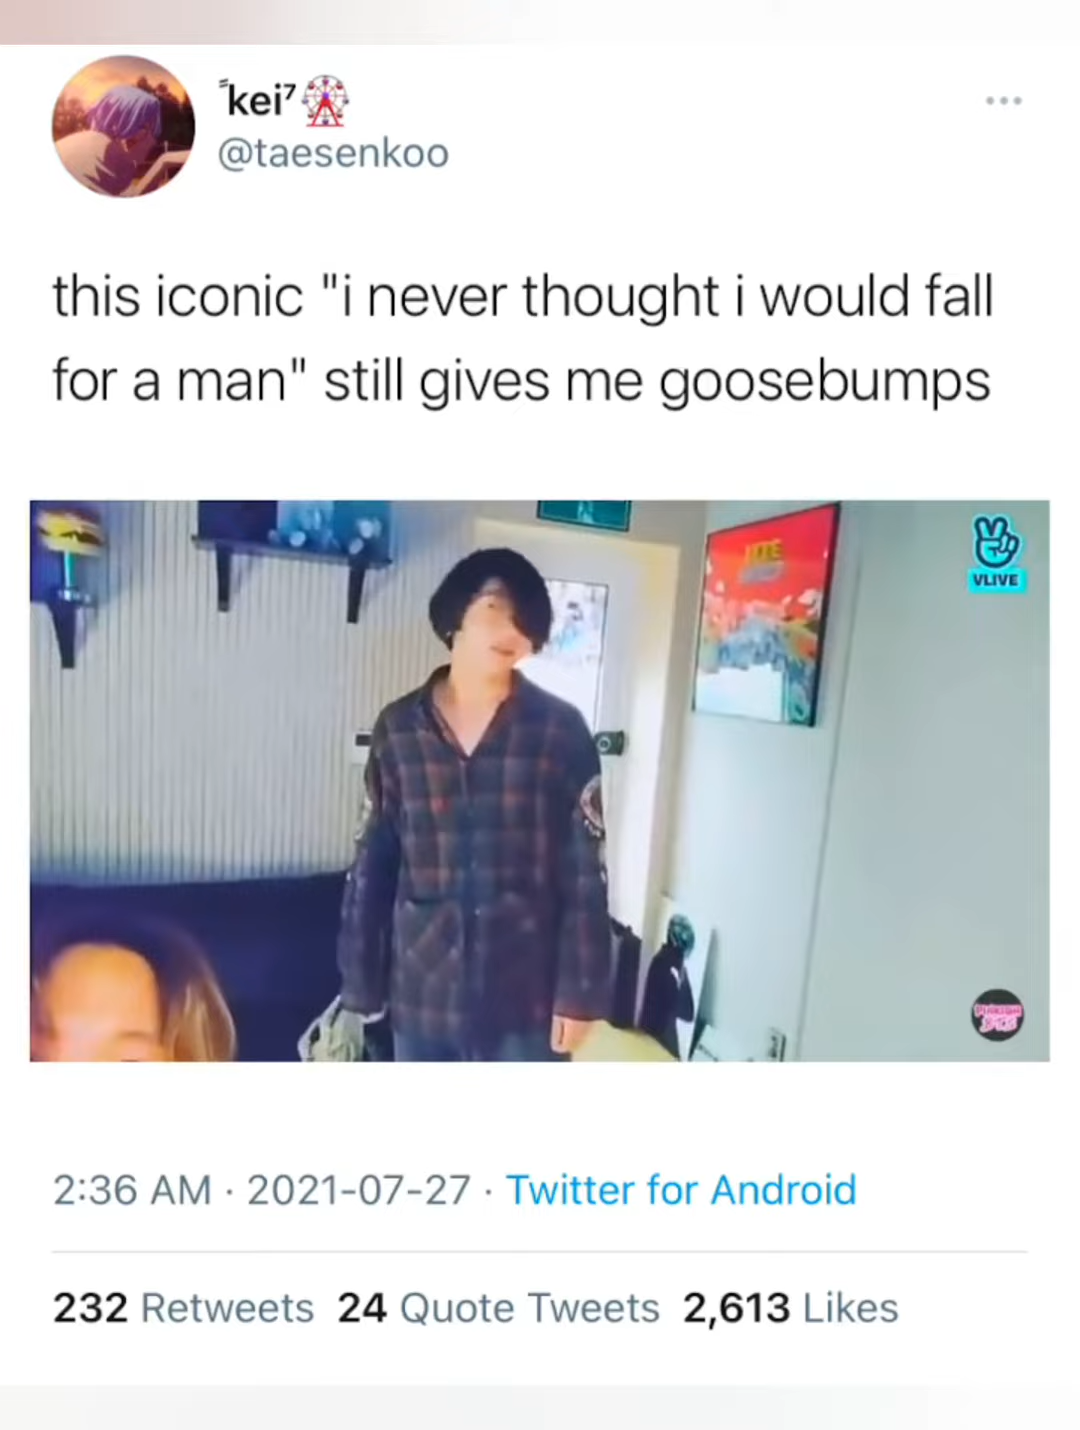 kei⁷🎡
@taesenkoo
this iconic "i never thought i would fall
for a man" still gives me goosebumps
VLIVE
2:36 AM · 2021-07-27 · Twitter for Android
232 Retweets 24 Quote Tweets 2,613 Likes